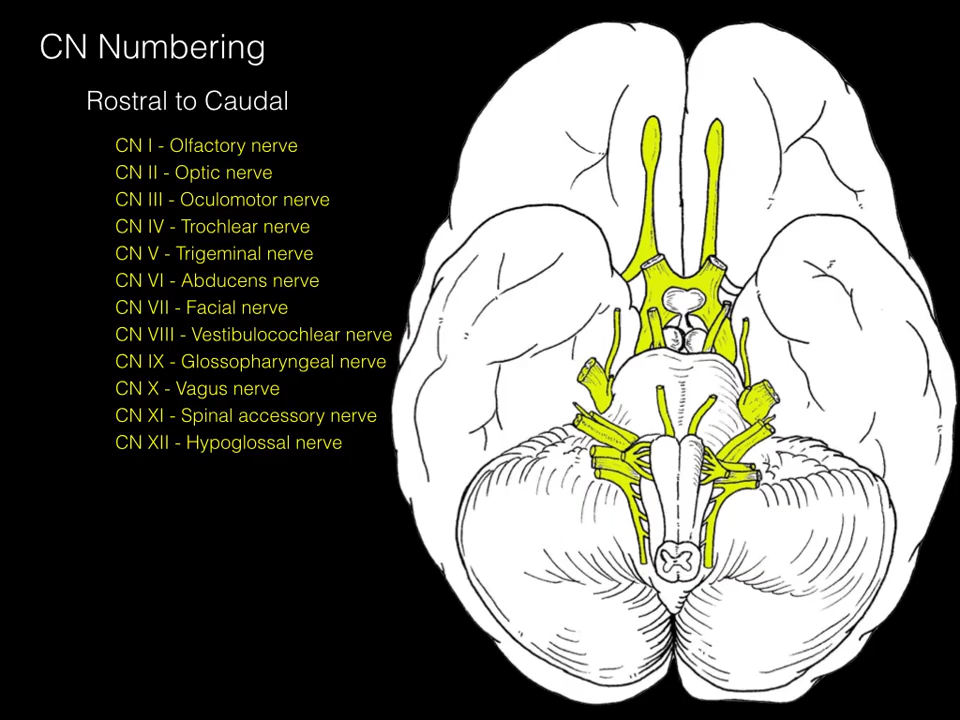 CN Numbering
Rostral to Caudal
CN I - Olfactory nerve
CN II - Optic nerve
CN III - Oculomotor nerve
CN IV - Trochlear nerve
CN V - Trigeminal nerve
CN VI - Abducens nerve
CN VII - Facial nerve
CN VIII - Vestibulocochlear nerve
CN IX - Glossopharyngeal nerve
CN X - Vagus nerve
CN XI - Spinal accessory nerve
CN XII - Hypoglossal nerve